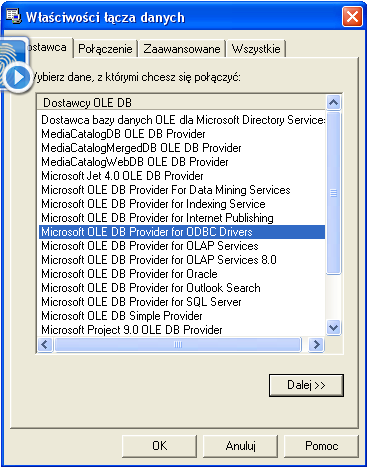 Właściwości łącza danych
ostawca Połączenie Zaawansowane Wszystkie
ybierz dane, z którymi chcesz się połączyć:
Dostawcy OLE DB
Dostawca bazy danych OLE dla Microsoft Directory Service
MediaCatalogDB OLE DB Provider
MediaCatalogMergedDB OLE DB Provider
MediaCatalogWebDB OLE DB Provider
Microsoft Jet 4.0 OLE DB Provider
Microsoft OLE DB Provider For Data Mining Services
Microsoft OLE DB Provider for Indexing Service
Microsoft OLE DB Provider for Internet Publishing
Microsoft OLE DB Provider for ODBC Drivers
Microsoft OLE DB Provider for OLAP Services
Microsoft OLE DB Provider for OLAP Services 8.0
Microsoft OLE DB Provider for Oracle
Microsoft OLE DB Provider for Outlook Search
Microsoft OLE DB Provider for SQL Server
Microsoft OLE DB Simple Provider
Microsoft Project 9.0 OLE DB Provider
Dalej >>
OK Anuluj Pomoc